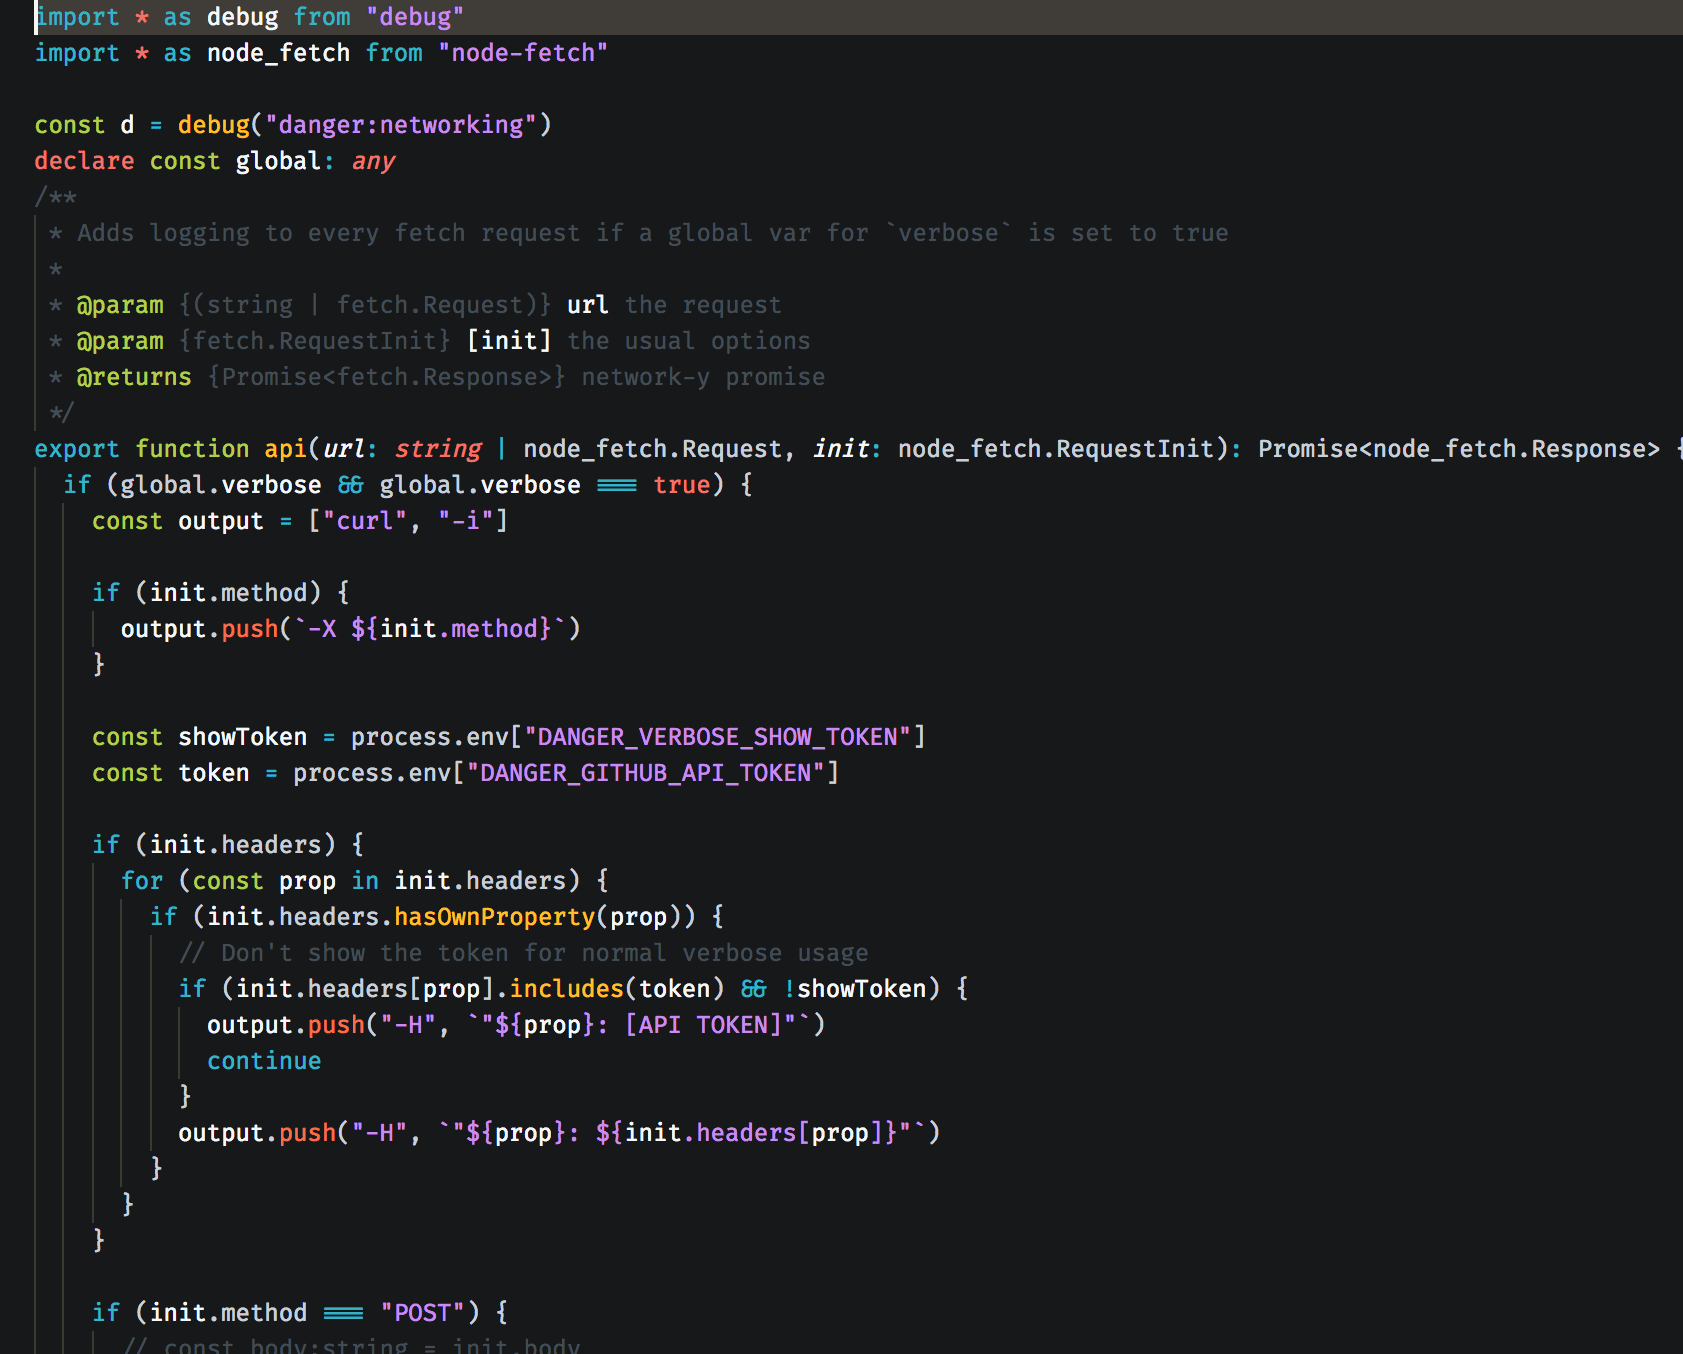 import * as debug from "debug"
import * as node_fetch from "node-fetch"
const d = debug("danger:networking")
declare const global: any
/**
* Adds logging to every fetch request if a global var for `verbose` is set to true
*
* @param {(string | fetch.Request)} url the request
* @param {fetch.RequestInit} [init] the usual options
* @returns {Promise<fetch.Response>} network-y promise
*/
export function api(url: string | node_fetch.Request, init: node_fetch.RequestInit): Promise<node_fetch.Response> {
if (global.verbose && global.verbose === true) {
const output = ["curl", "-i"]
if (init.method) {
output.push(`-X ${init.method}`)
}
const showToken = process.env["DANGER_VERBOSE_SHOW_TOKEN"]
const token = process.env["DANGER_GITHUB_API_TOKEN"]
if (init.headers) {
for (const prop in init.headers) {
if (init.headers.hasOwnProperty(prop)) {
// Don't show the token for normal verbose usage
if (init.headers[prop].includes(token) && !showToken) {
output.push("-H", `"${prop}: [API TOKEN]"`)
continue
}
output.push("-H", `"${prop}: ${init.headers[prop]}"`)
}
}
}
if (init.method === "POST") {
// const body:string = init.body